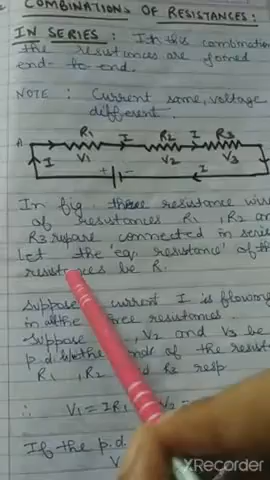 COMBINATIONS OF RESISTANCES:
IN SERIES: In this combination
the resistances are joined
end-to-end.
NOTE: Current same, voltage
different.
R1 I R2 I R3
A
I V1 V2 V3
+ - I
In fig. three resistance wires
of resistances R1, R2 and
R3 are connected in series
Let the 'eq. resistance' of the
resistances be R.
Suppose current I is flowing
in all the resistances.
Suppose V2 and V3 be
p.d. b/w the ends of the resist
R1, R2 and R3 resp
∴ V1 = IR1 V2 =
If the p.d.
V
XRecorder